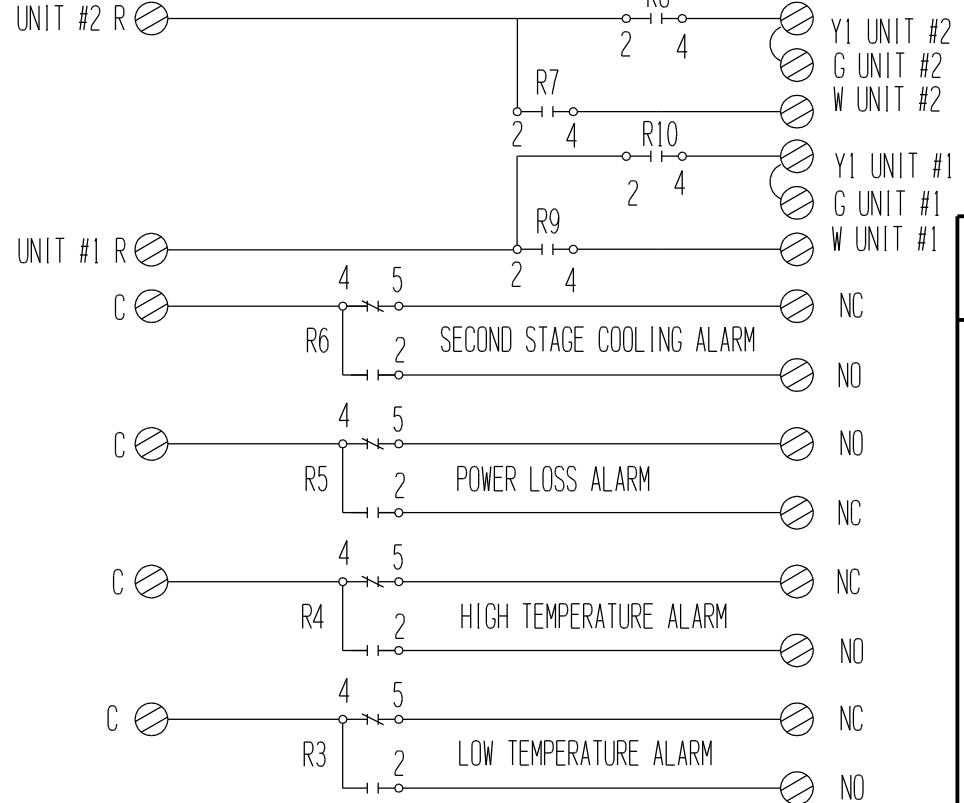 UNIT #2 R
2 4
Y1 UNIT #2
G UNIT #2
R7
W UNIT #2
2 4
R10
Y1 UNIT #1
2 4
G UNIT #1
R9
UNIT #1 R
W UNIT #1
2 4
4 5
C
NC
R6
2
SECOND STAGE COOLING ALARM
NO
4 5
C
NO
R5
2
POWER LOSS ALARM
NC
4 5
C
NC
R4
2
HIGH TEMPERATURE ALARM
NO
4 5
C
NC
R3
2
LOW TEMPERATURE ALARM
NO